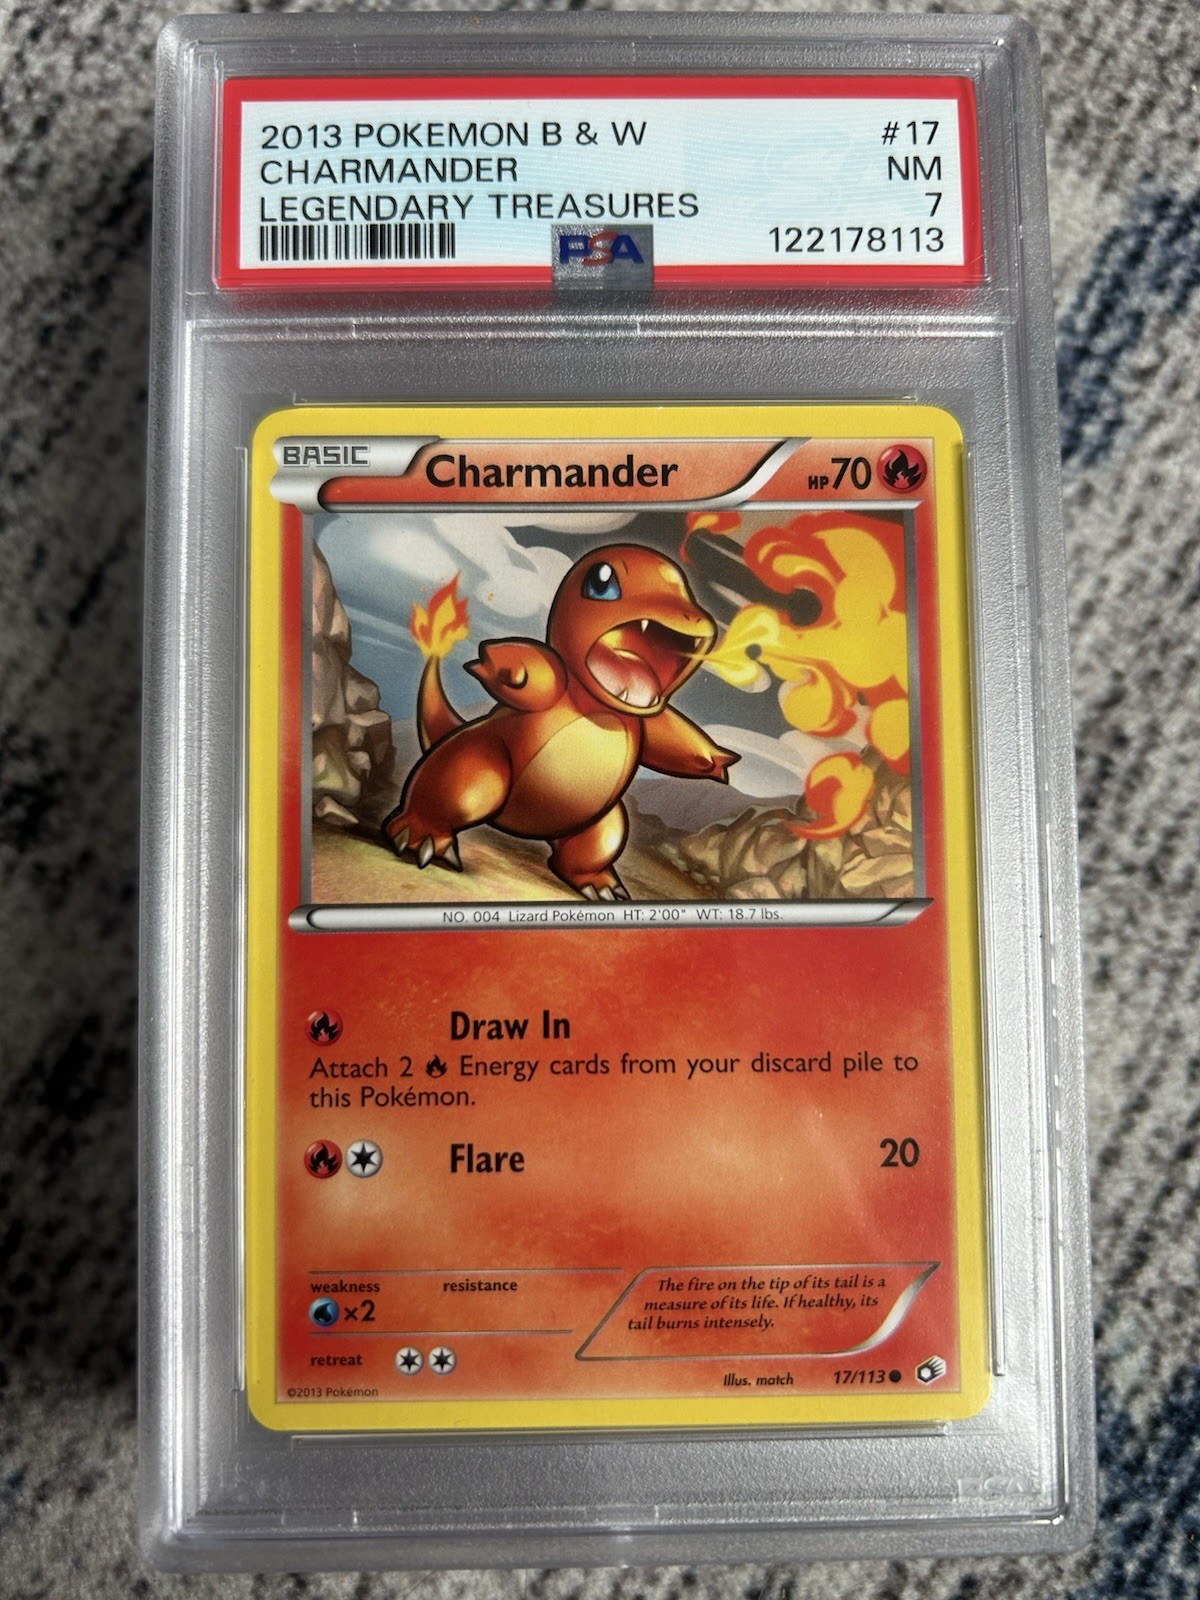 2013 POKEMON B & W #17
CHARMANDER NM
LEGENDARY TREASURES 7
PSA 122178113
BASIC Charmander HP 70
NO. 004 Lizard Pokémon HT: 2'00" WT: 18.7 lbs.
Draw In
Attach 2 Energy cards from your discard pile to
this Pokémon.
Flare 20
weakness resistance
×2
The fire on the tip of its tail is a
measure of its life. If healthy, its
tail burns intensely.
retreat
Illus. match 17/113
©2013 Pokémon
PSA